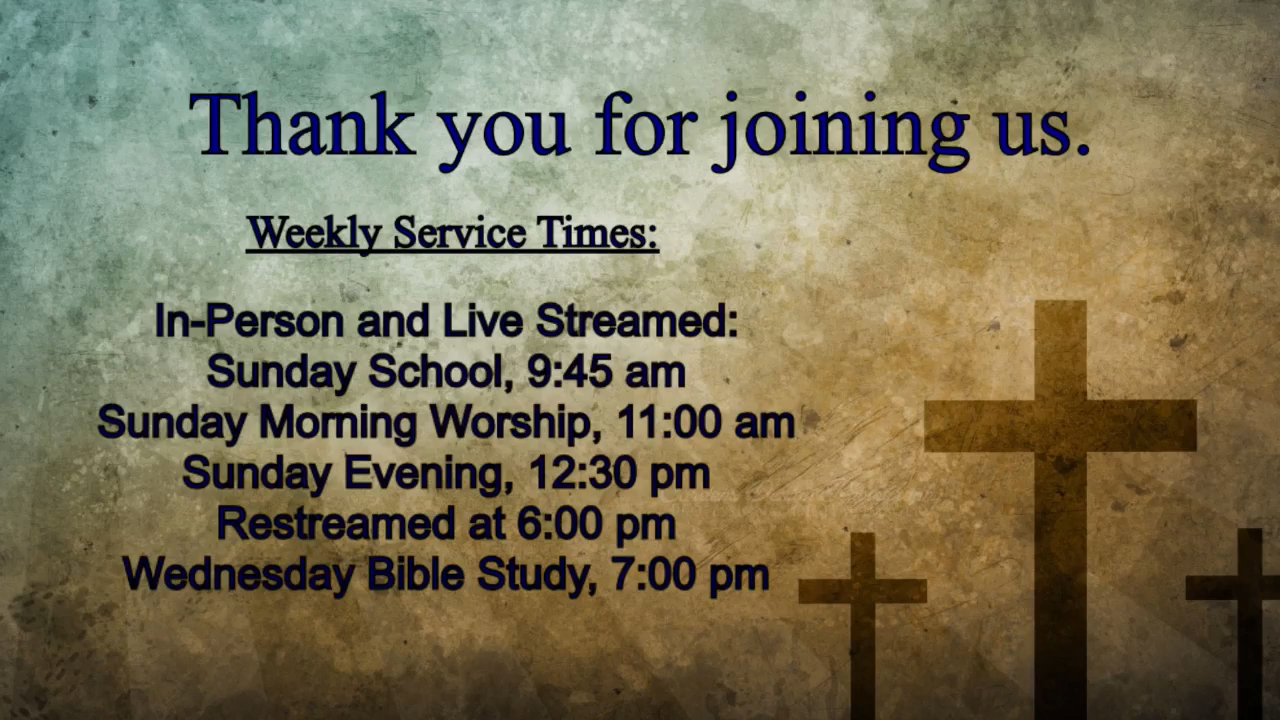 Thank you for joining us.
Weekly Service Times:
In-Person and Live Streamed:
Sunday School, 9:45 am
Sunday Morning Worship, 11:00 am
Sunday Evening, 12:30 pm
Restreamed at 6:00 pm
Wednesday Bible Study, 7:00 pm